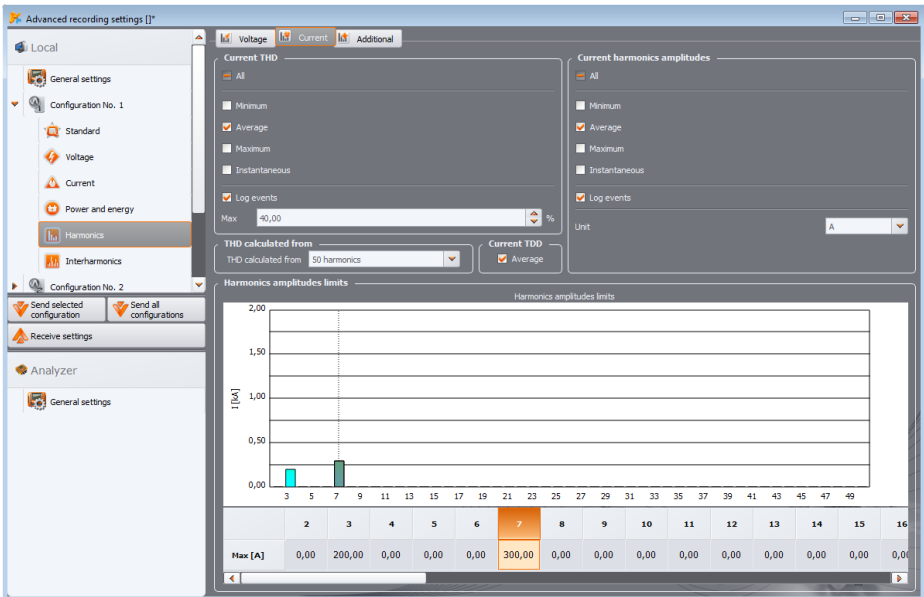 Advanced recording settings []*
Local
General settings
Configuration No. 1
Standard
Voltage
Current
Power and energy
Harmonics
Interharmonics
Configuration No. 2
Send selected
configuration
Send all
configurations
Receive settings
Analyzer
General settings
Voltage Current Additional
Current THD
All
Minimum
Average
Maximum
Instantaneous
Log events
Max 40,00 %
THD calculated from
THD calculated from 50 harmonics
Current TDD
Average
Current harmonics amplitudes
All
Minimum
Average
Maximum
Instantaneous
Log events
Unit A
Harmonics amplitudes limits
Harmonics amplitudes limits
2,00
1,50
1,00
0,50
0,00
I [kA]
3 5 7 9 11 13 15 17 19 21 23 25 27 29 31 33 35 37 39 41 43 45 47 49
2 3 4 5 6 7 8 9 10 11 12 13 14 15 16
Max [A] 0,00 200,00 0,00 0,00 0,00 300,00 0,00 0,00 0,00 0,00 0,00 0,00 0,00 0,00